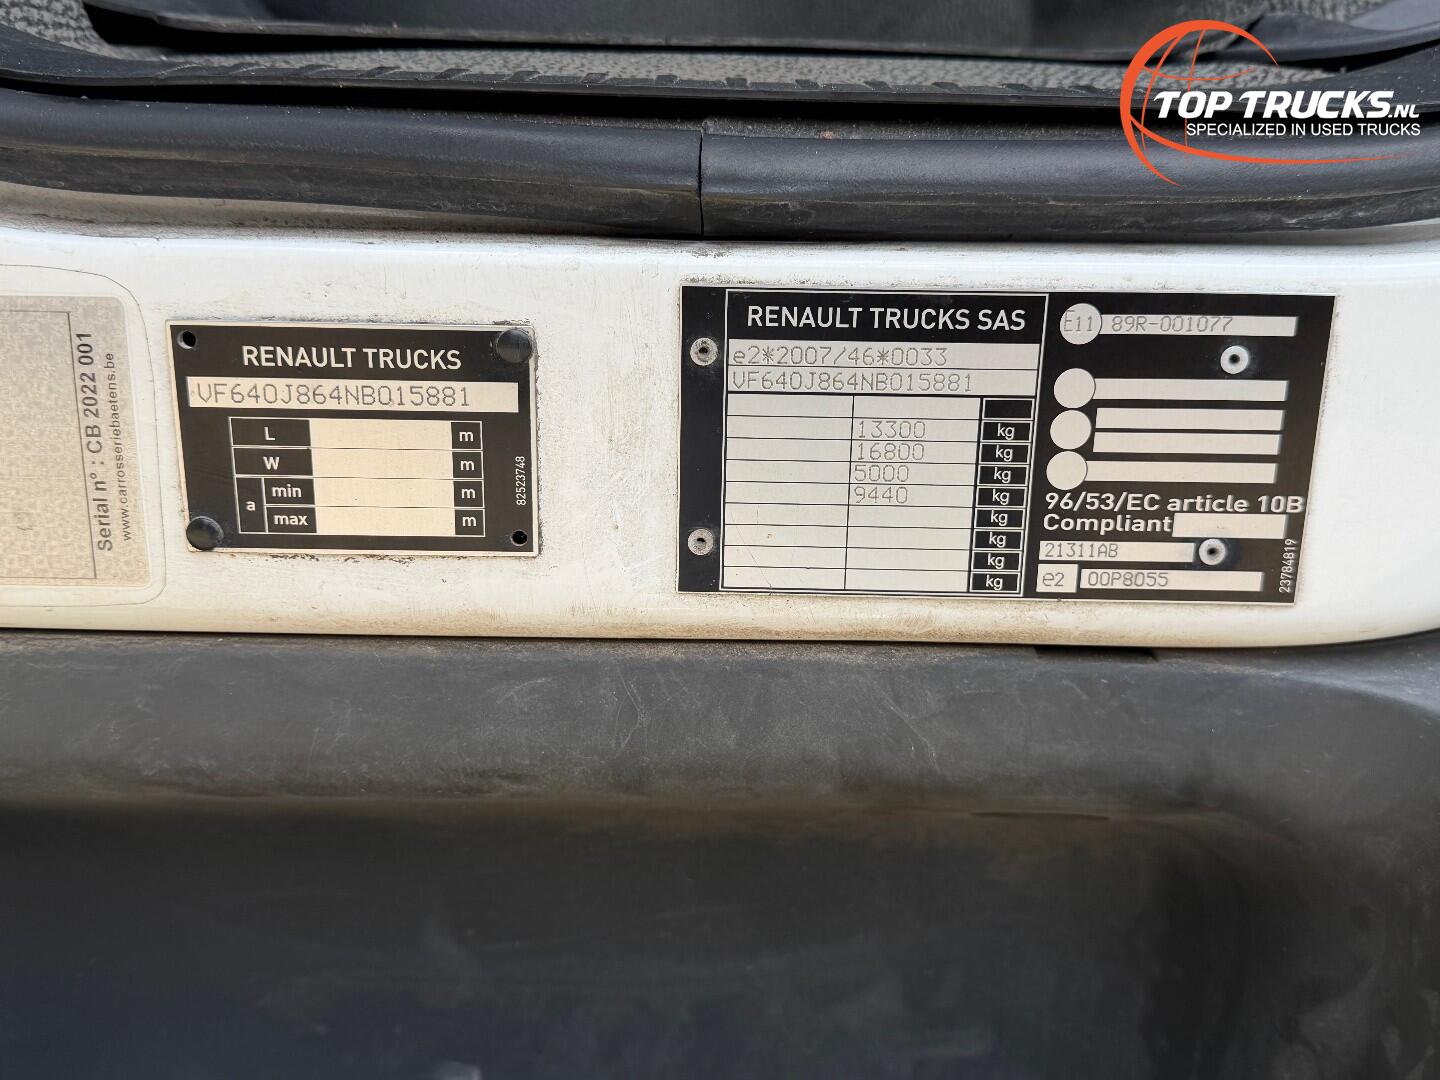 TOP TRUCKS.NL
SPECIALIZED IN USED TRUCKS
Serial n° : CB 2022 001
www.carrosseriebaetens.be
RENAULT TRUCKS
VF640J864NB015881
L m
W m
a
min m
max m
82523748
RENAULT TRUCKS SAS
e2*2007/46*0033
VF640J864NB015881
13300 kg
16800 kg
5000 kg
9440 kg
kg
kg
kg
kg
E11 89R-001077
96/53/EC article 10B
Compliant
21311AB
e2 00P8055
23784819